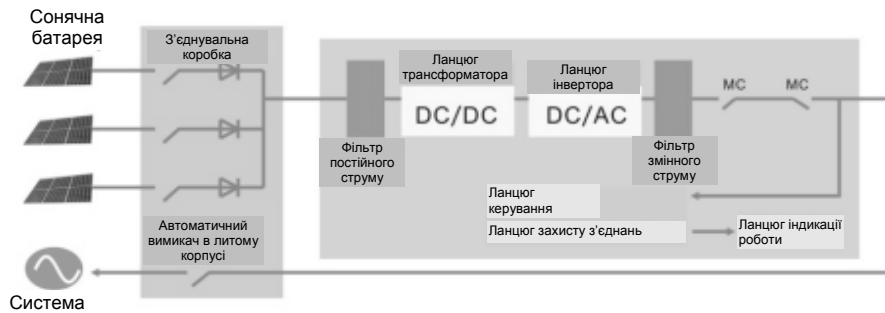 Сонячна
батарея
З’єднувальна
коробка
Ланцюг
трансформатора
Ланцюг
інвертора
DC/DC
DC/AC
MC
MC
Фільтр
постійного
струму
Фільтр
змінного
струму
Ланцюг
керування
Ланцюг захисту з’єднань
Ланцюг індикації
роботи
Автоматичний
вимикач в литому
корпусі
Система